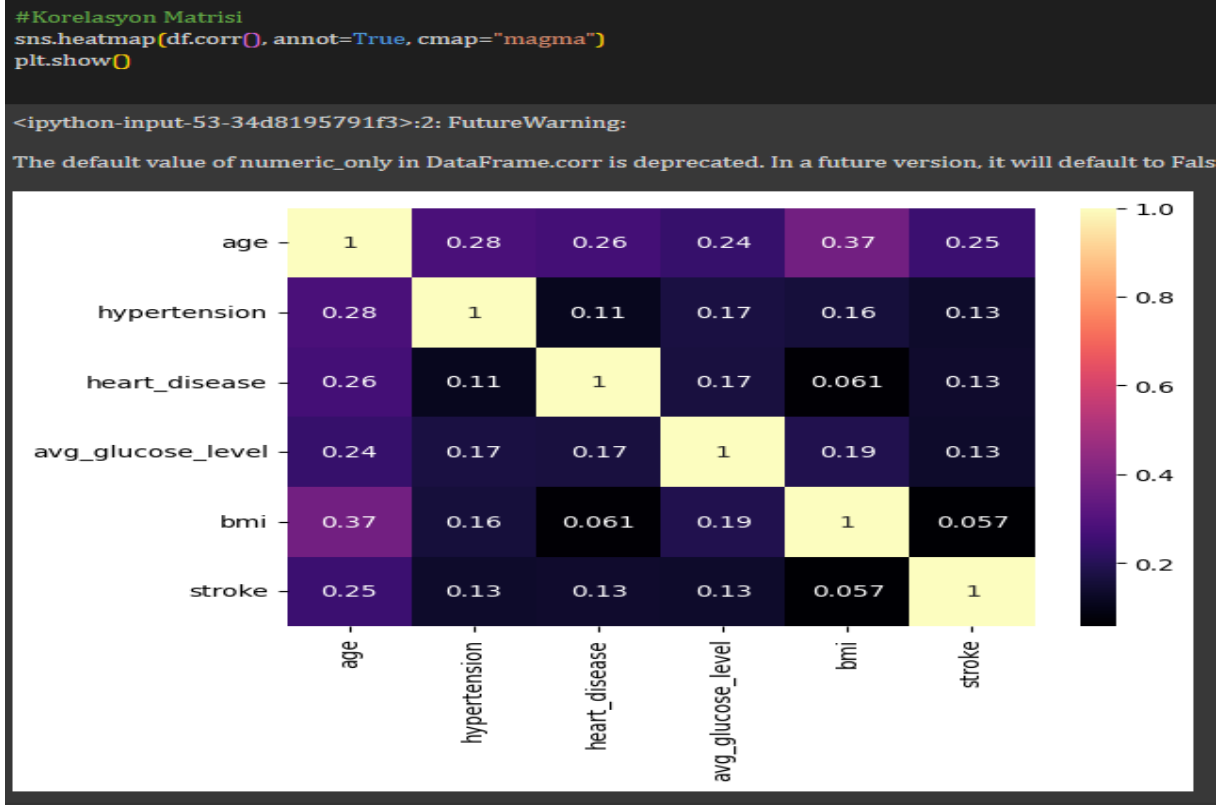 #Korelasyon Matrisi
sns.heatmap(df.corr(), annot=True, cmap="magma")
plt.show()
<ipython-input-53-34d8195791f3>:2: FutureWarning:
The default value of numeric_only in DataFrame.corr is deprecated. In a future version, it will default to Fals
age 1 0.28 0.26 0.24 0.37 0.25
hypertension 0.28 1 0.11 0.17 0.16 0.13
heart_disease 0.26 0.11 1 0.17 0.061 0.13
avg_glucose_level 0.24 0.17 0.17 1 0.19 0.13
bmi 0.37 0.16 0.061 0.19 1 0.057
stroke 0.25 0.13 0.13 0.13 0.057 1
age
hypertension
heart_disease
avg_glucose_level
bmi
stroke
1.0
0.8
0.6
0.4
0.2